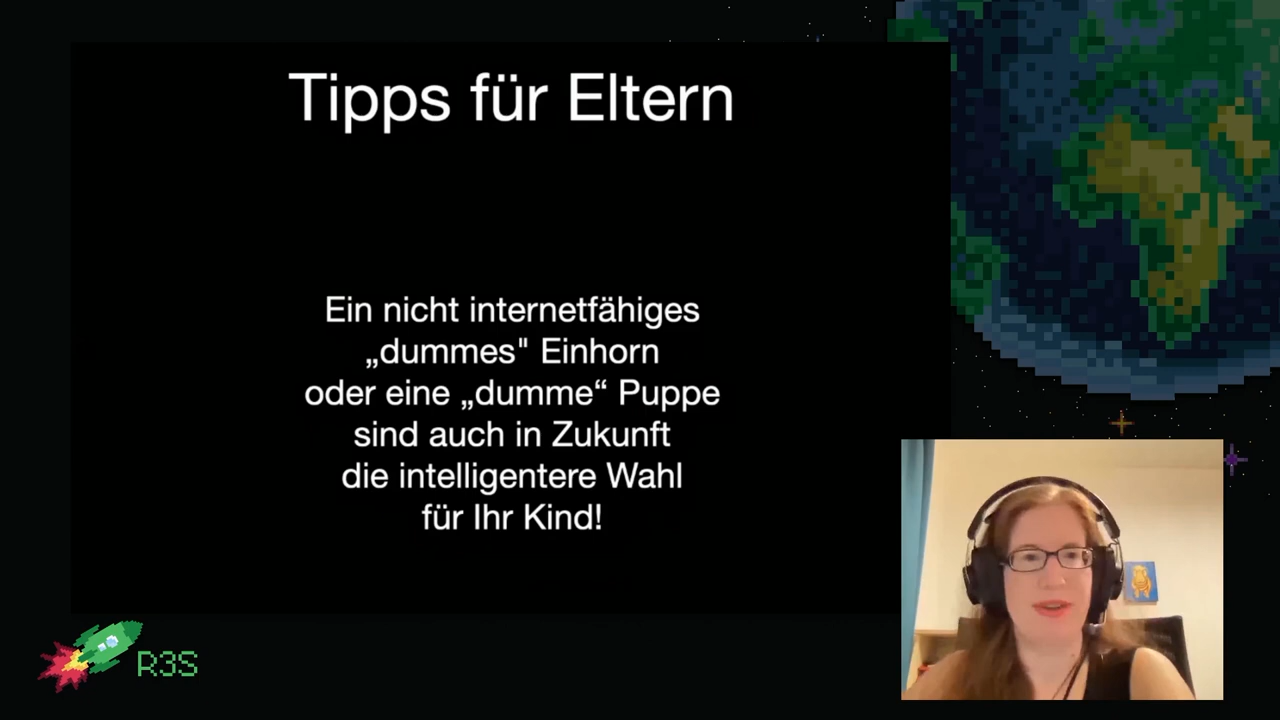 Tipps für Eltern
Ein nicht internetfähiges
„dummes" Einhorn
oder eine „dumme“ Puppe
sind auch in Zukunft
die intelligentere Wahl
für Ihr Kind!
R3S